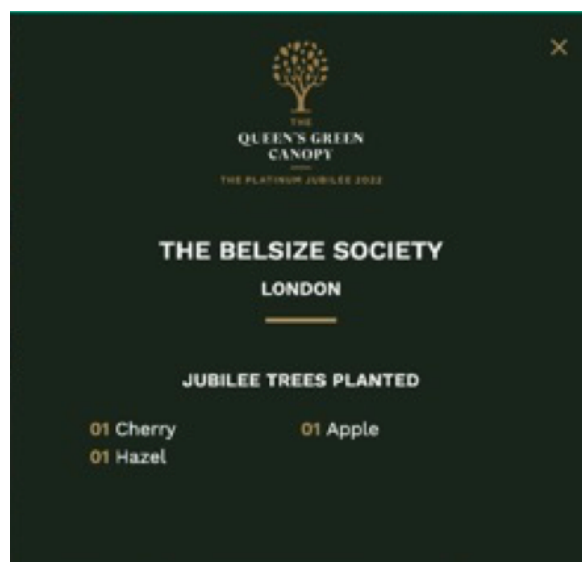 THE
QUEEN'S GREEN
CANOPY
THE PLATINUM JUBILEE 2022
THE BELSIZE SOCIETY
LONDON
JUBILEE TREES PLANTED
01 Cherry 01 Apple
01 Hazel